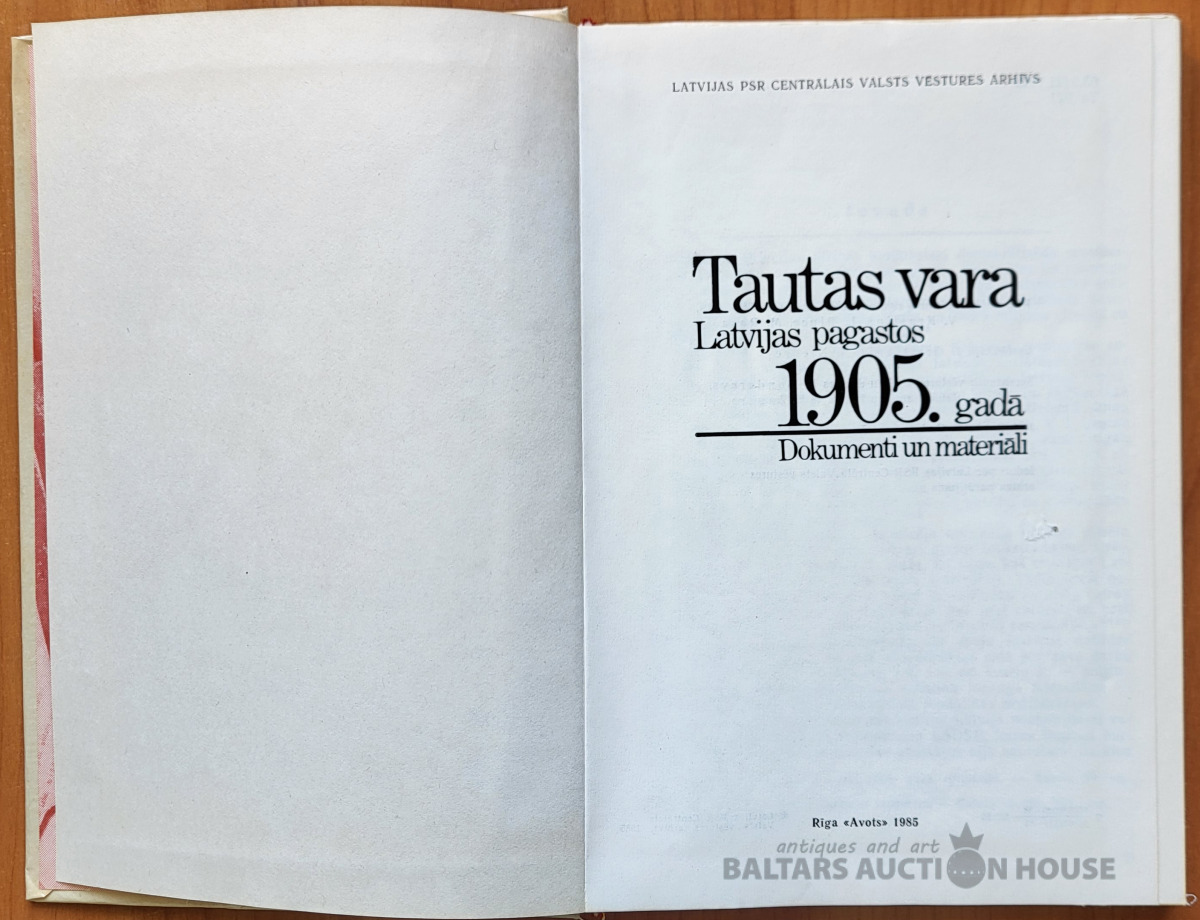 LATVIJAS PSR CENTRĀLAIS VALSTS VĒSTURES ARHĪVS
Tautas vara
Latvijas pagastos
1905. gadā
Dokumenti un materiāli
Rīga «Avots» 1985
antiques and art
BALTARS AUCTION HOUSE